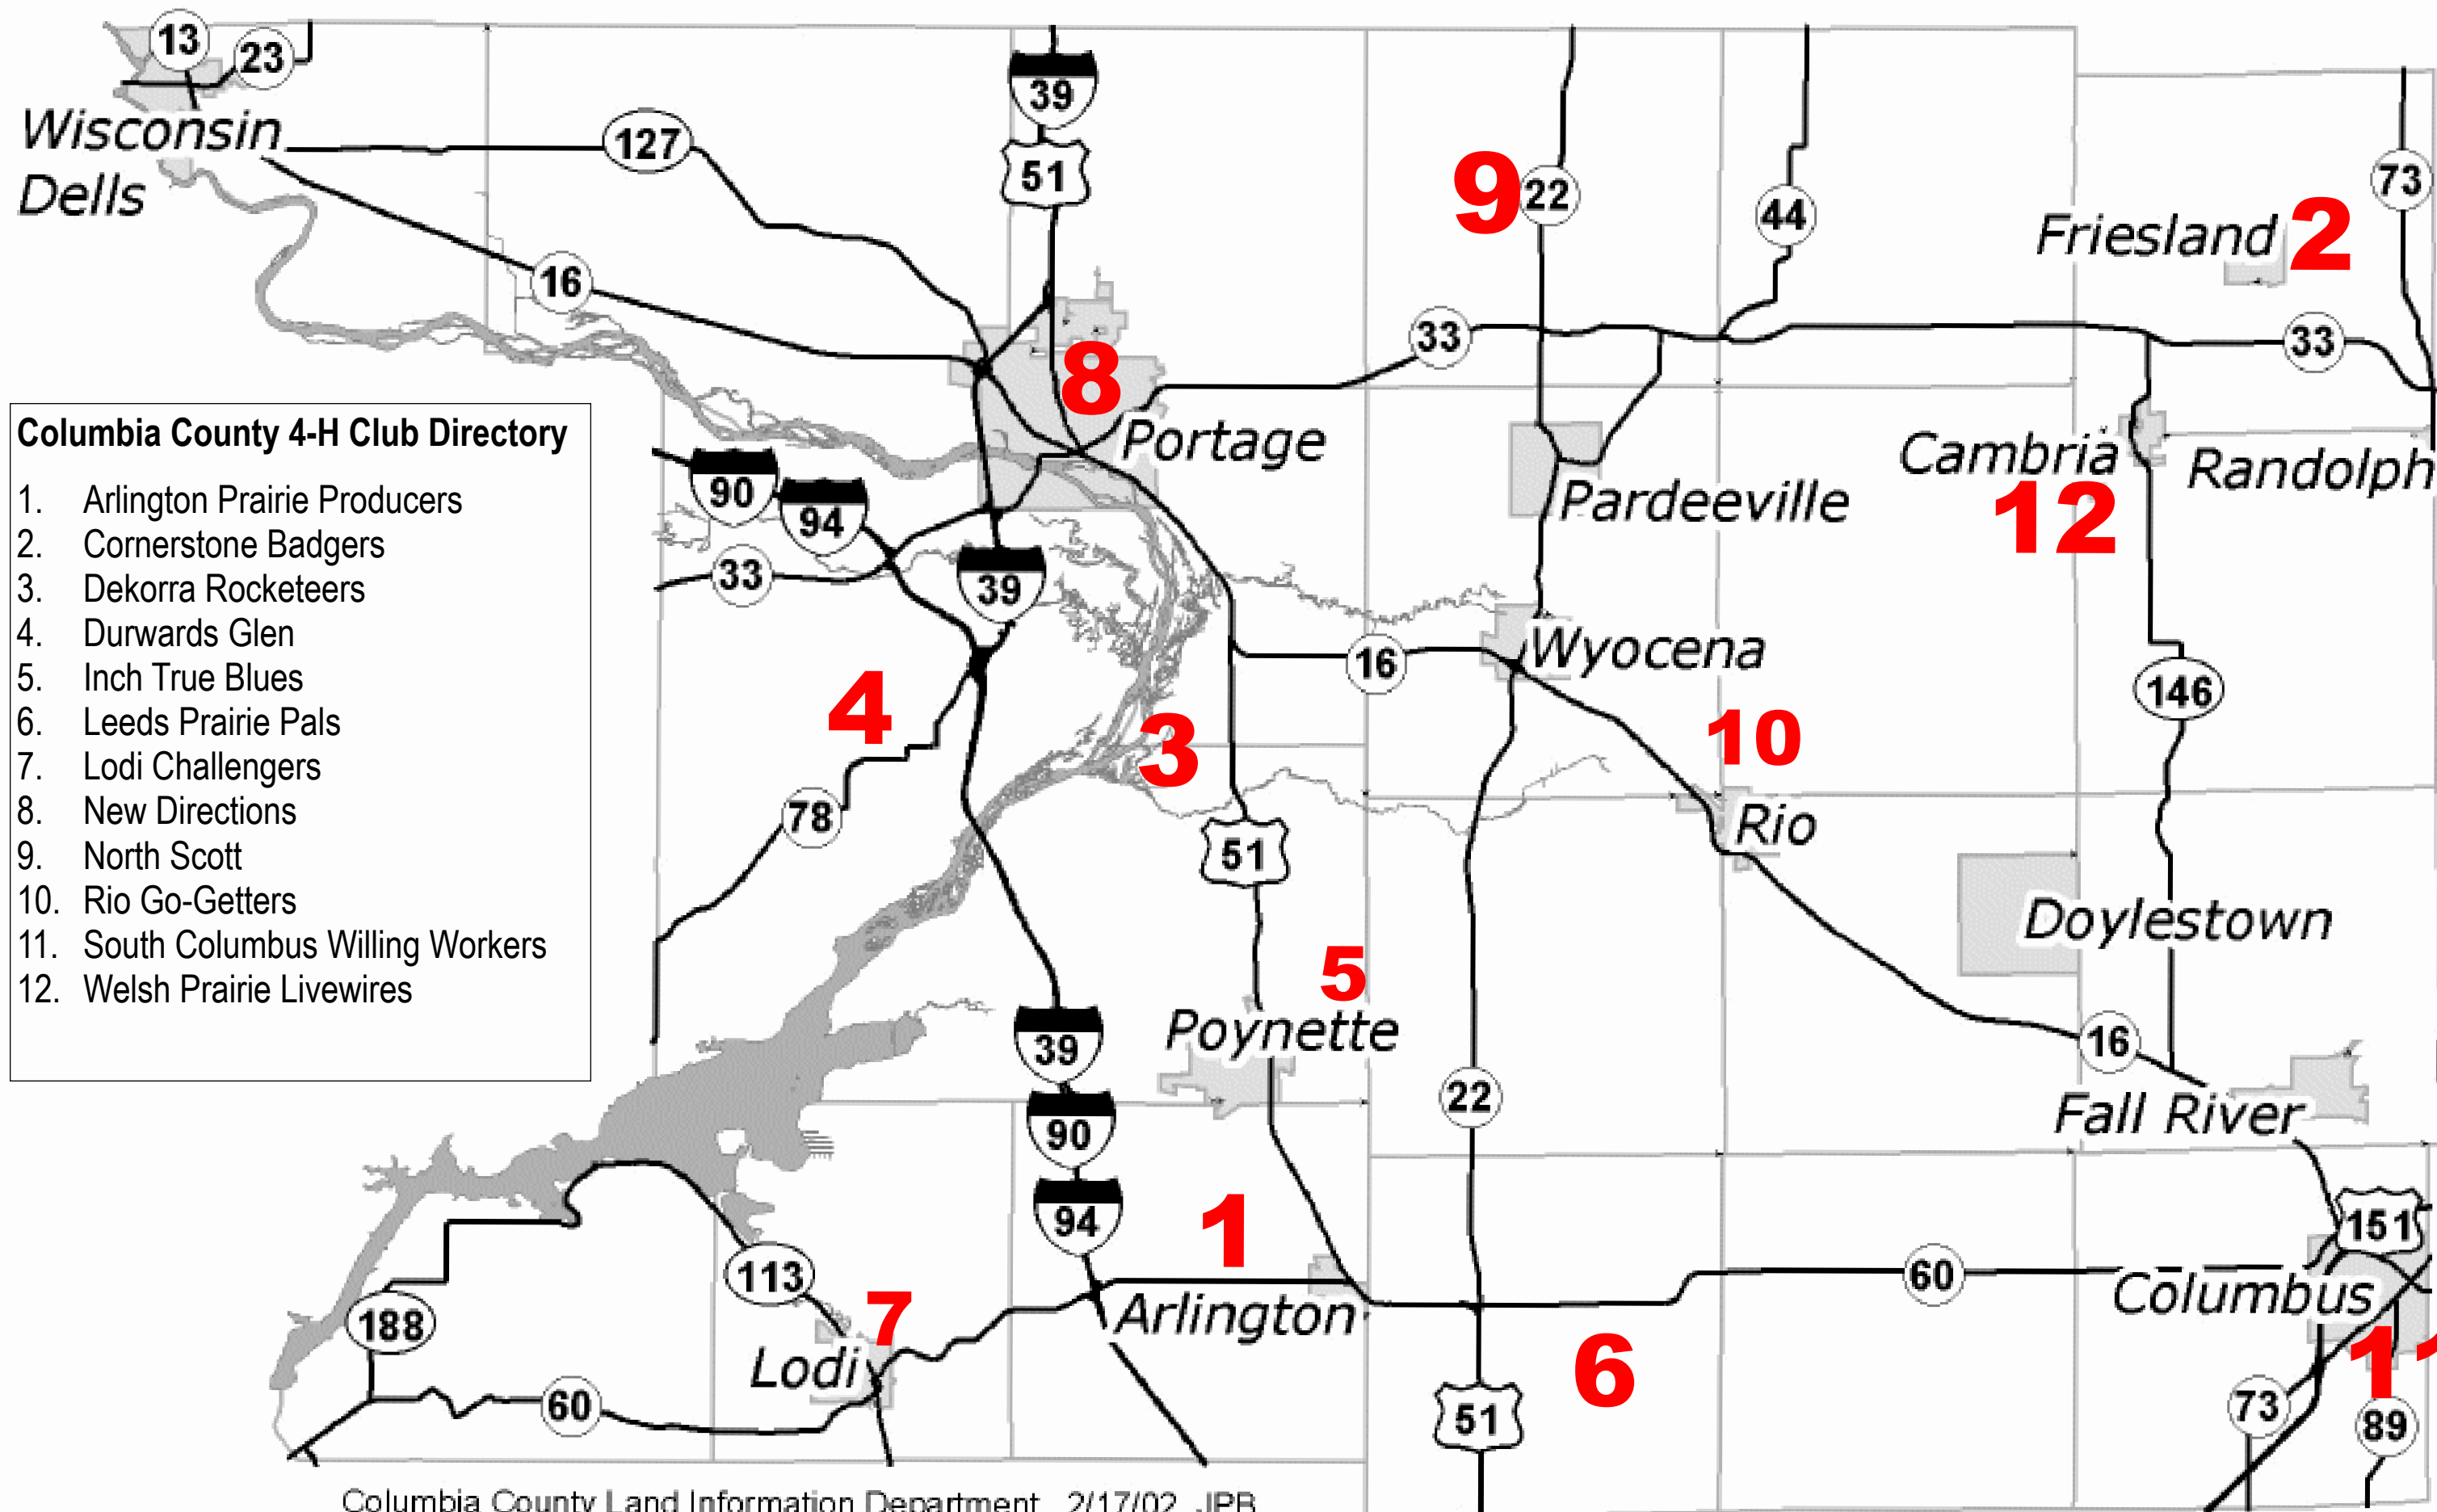 13
23
39
127
51
9
22
73
44
Wisconsin
Dells
Friesland
2
16
33
33
8
Portage
Columbia County 4-H Club Directory
1. Arlington Prairie Producers
2. Cornerstone Badgers
3. Dekorra Rocketeers
4. Durwards Glen
5. Inch True Blues
6. Leeds Prairie Pals
7. Lodi Challengers
8. New Directions
9. North Scott
10. Rio Go-Getters
11. South Columbus Willing Workers
12. Welsh Prairie Livewires
Cambria
Randolph
90
94
Pardeeville
12
33
39
16
Wyocena
4
146
3
10
78
Rio
51
Doylestown
5
Poynette
39
16
22
90
Fall River
94
1
151
113
60
Columbus
188
7
Arlington
Lodi
6
11
60
51
73
89
Columbia County Land Information Department 2/17/02 JPB